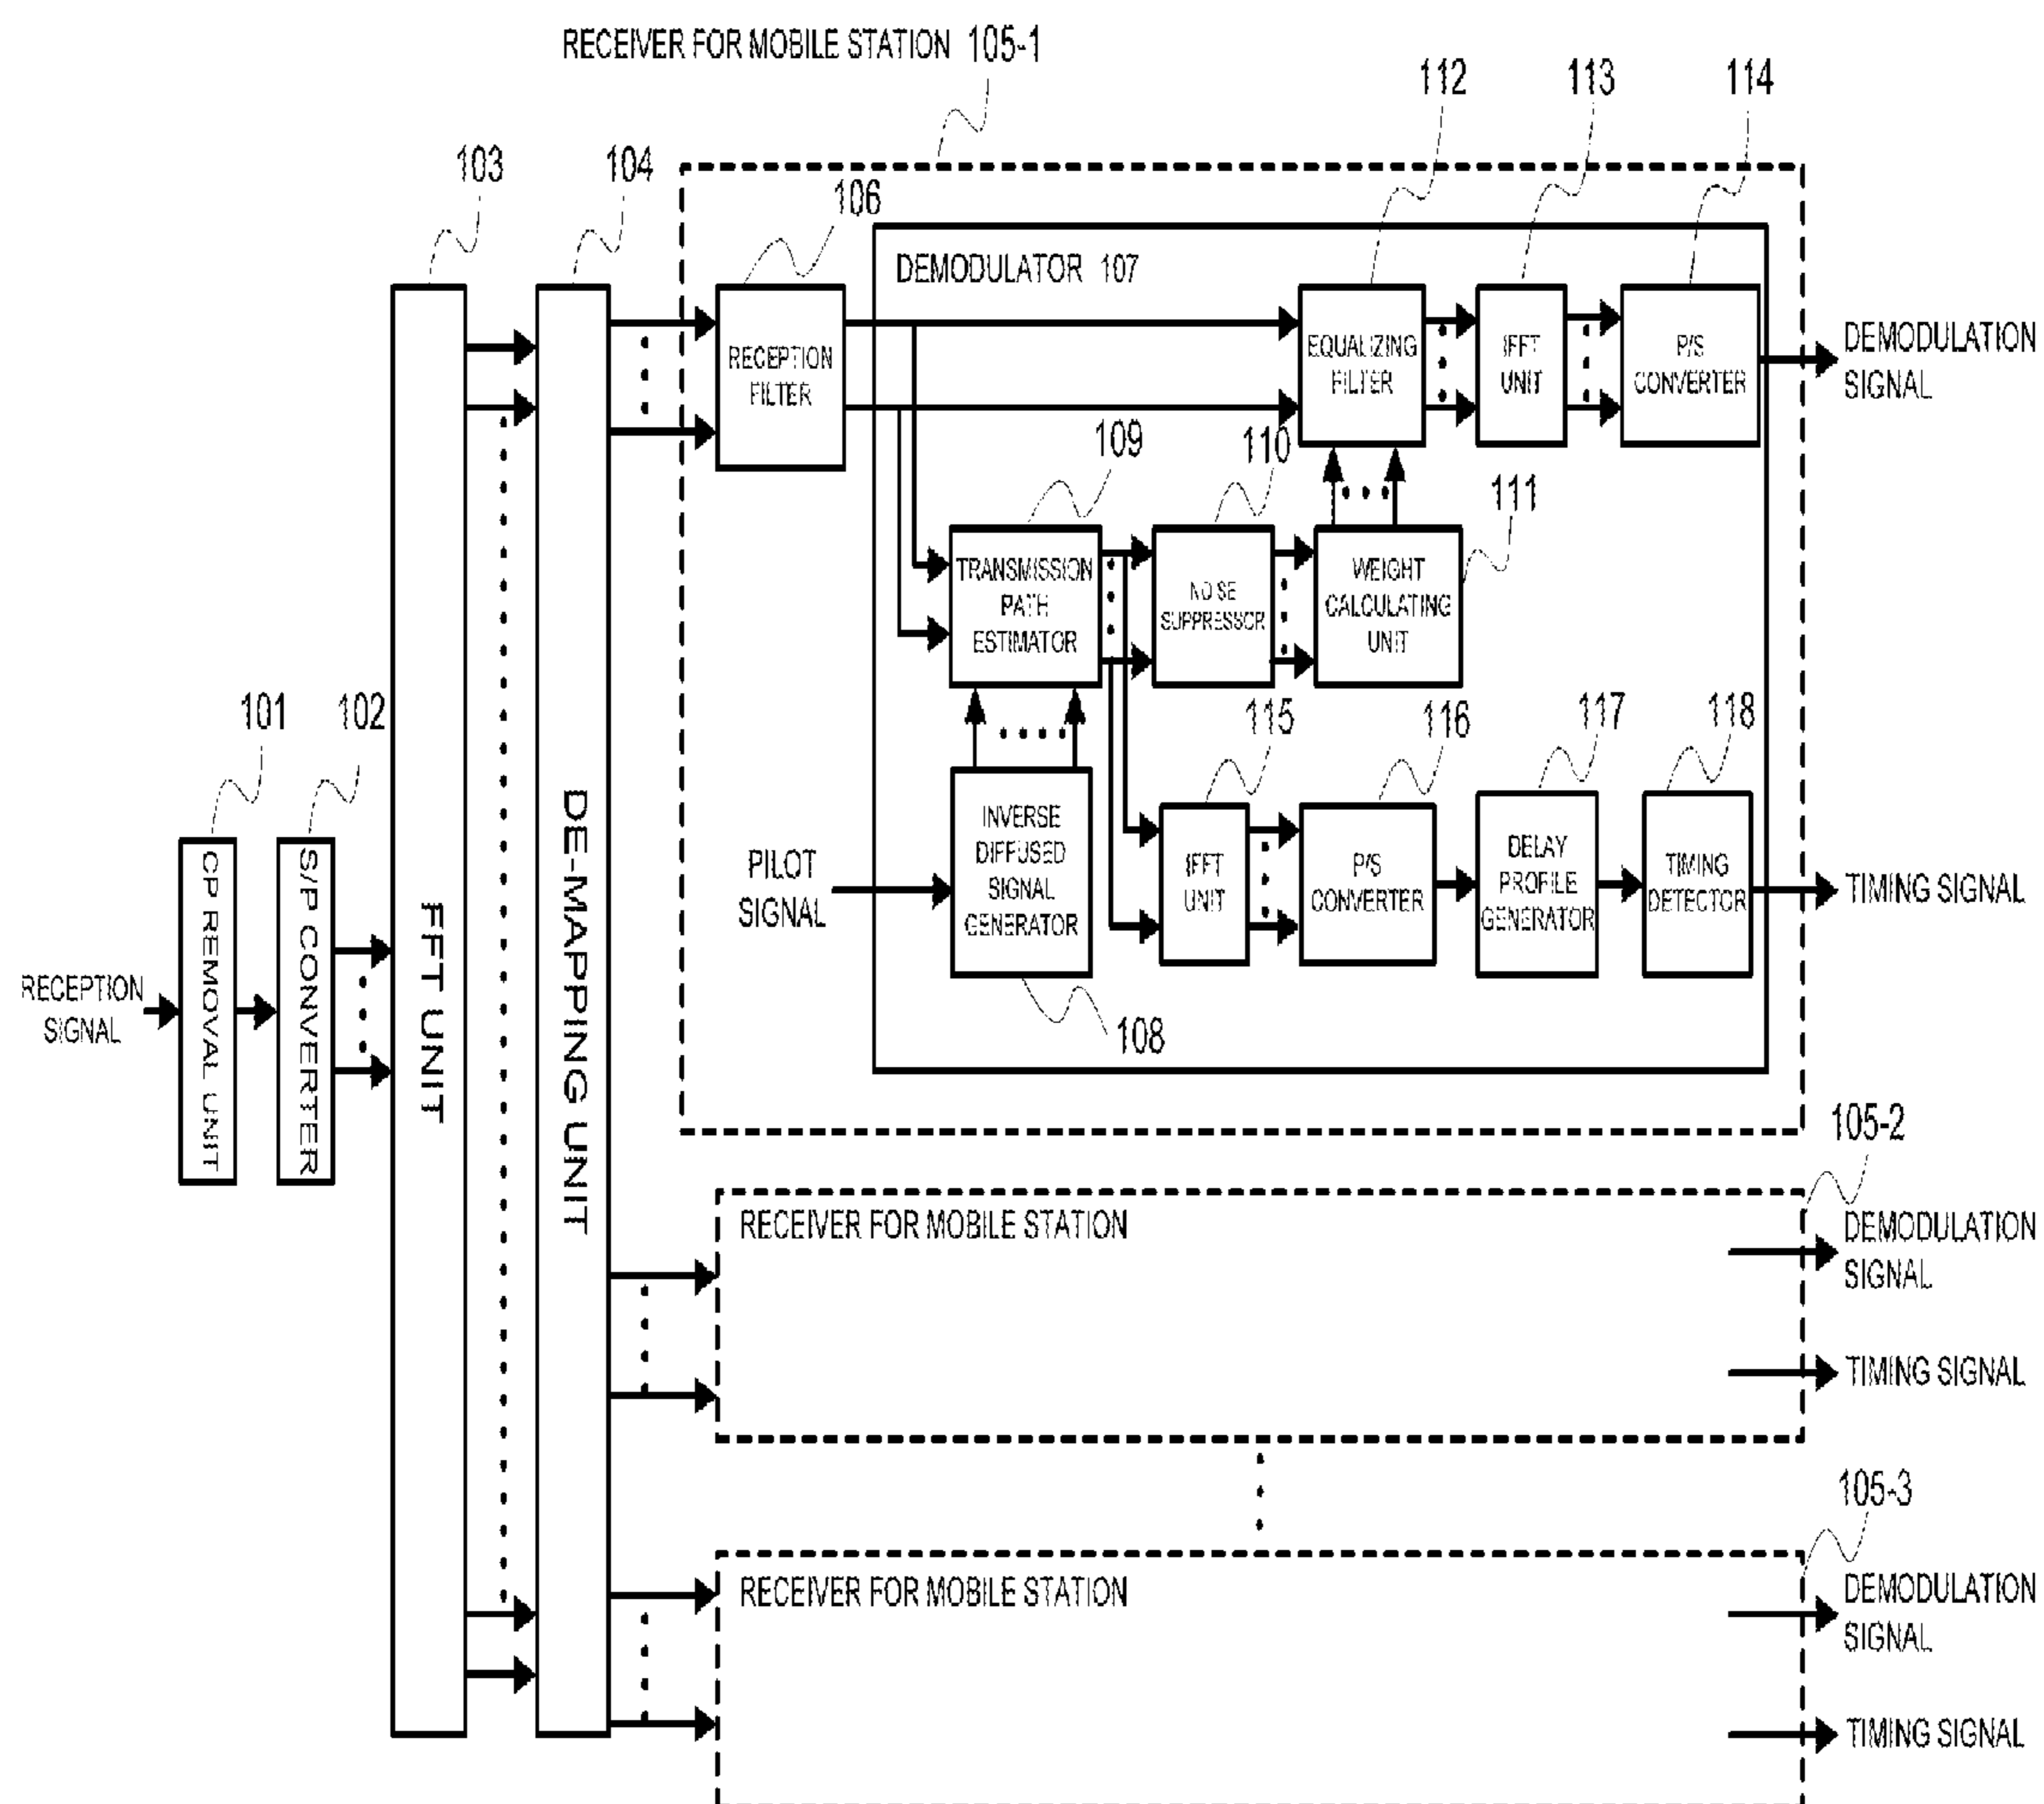 RECEIVER FOR MOBILE STATION 105-1
112
113
114
103
104
106
DEMODULATOR 107
RECEPTION
FILTER
EQUALIZING
FILTER
IFFT
UNIT
P/S
CONVERTER
DEMODULATION
SIGNAL
109
110
111
TRANSMISSION
PATH
ESTIMATOR
NOISE
SUPPRESSOR
WEIGHT
CALCULATING
UNIT
101
102
115
116
117
118
PILOT
SIGNAL
INVERSE
DIFFUSED
SIGNAL
GENERATOR
IFFT
UNIT
P/S
CONVERTER
DELAY
PROFILE
GENERATOR
TIMING
DETECTOR
TIMING SIGNAL
108
RECEPTION
SIGNAL
CP REMOVAL UNIT
S/P CONVERTER
FFT UNIT
DE-MAPPING UNIT
105-2
RECEIVER FOR MOBILE STATION
DEMODULATION
SIGNAL
TIMING SIGNAL
105-3
RECEIVER FOR MOBILE STATION
DEMODULATION
SIGNAL
TIMING SIGNAL